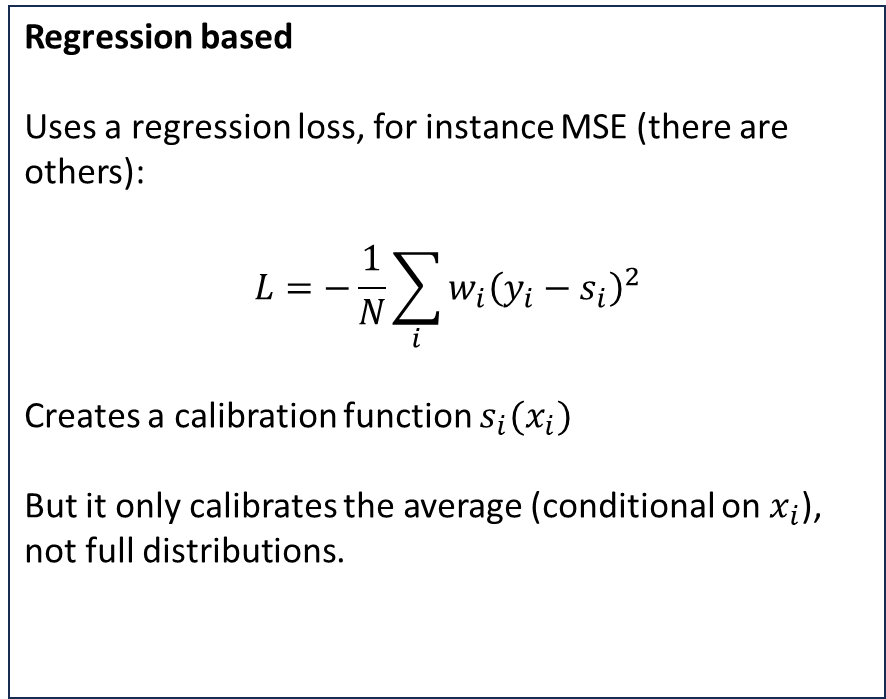 Regression based
Uses a regression loss, for instance MSE (there are
others):
L = −\frac{1}{N}\sum_{i} w_i(y_i − s_i)^2
Creates a calibration function s_i(x_i)
But it only calibrates the average (conditional on x_i),
not full distributions.